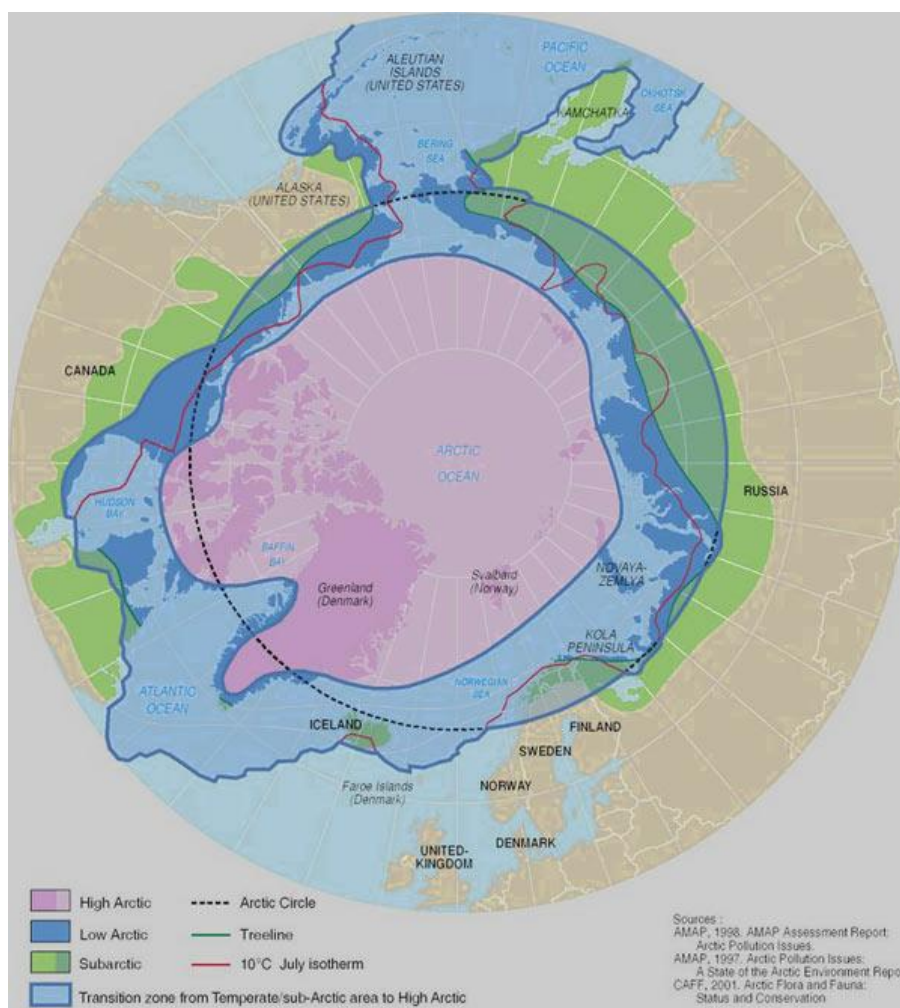 ALEUTIAN
ISLANDS
(UNITED STATES)
PACIFIC
OCEAN
KAMCHATKA
OKHOTSK
SEA
BERING
SEA
ALASKA
(UNITED STATES)
CANADA
ARCTIC
OCEAN
RUSSIA
HUDSON
BAY
BAFFIN
BAY
Greenland
(Denmark)
Svalbard
(Norway)
NOVAYA-
ZEMLYA
KOLA
PENINSULA
ATLANTIC
OCEAN
NORWEGIAN
SEA
ICELAND
FINLAND
SWEDEN
Faroe Islands
(Denmark)
NORWAY
DENMARK
UNITED-
KINGDOM
High Arctic
Low Arctic
Subarctic
Transition zone from Temperate/sub-Arctic area to High Arctic
Arctic Circle
Treeline
10°C July isotherm
Sources :
AMAP, 1998. AMAP Assessment Report:
Arctic Pollution Issues.
AMAP, 1997. Arctic Pollution Issues:
A State of the Arctic Environment Repo
CAFF, 2001. Arctic Flora and Fauna:
Status and Conservation